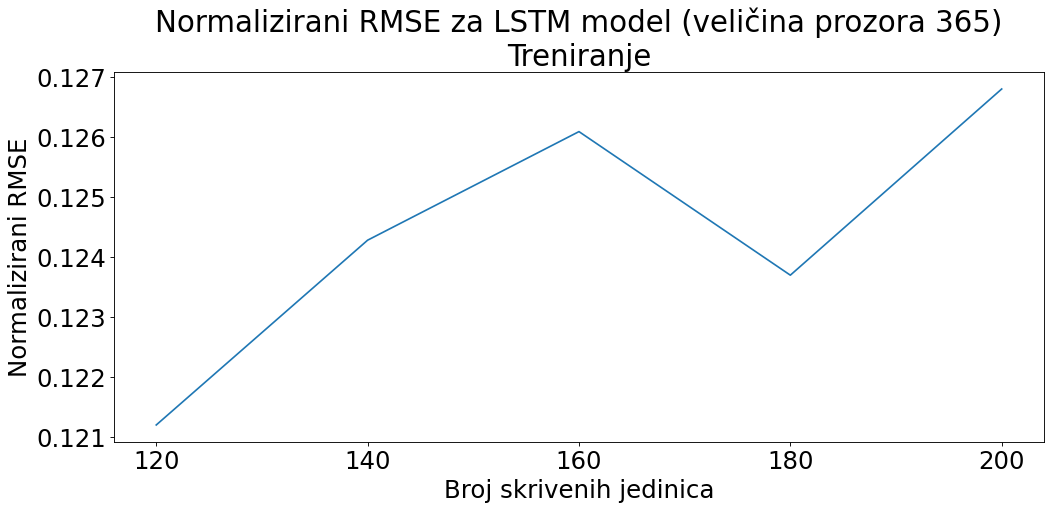 Normalizirani RMSE za LSTM model (veličina prozora 365)
Treniranje
Normalizirani RMSE
0.127
0.126
0.125
0.124
0.123
0.122
0.121
120 140 160 180 200
Broj skrivenih jedinica